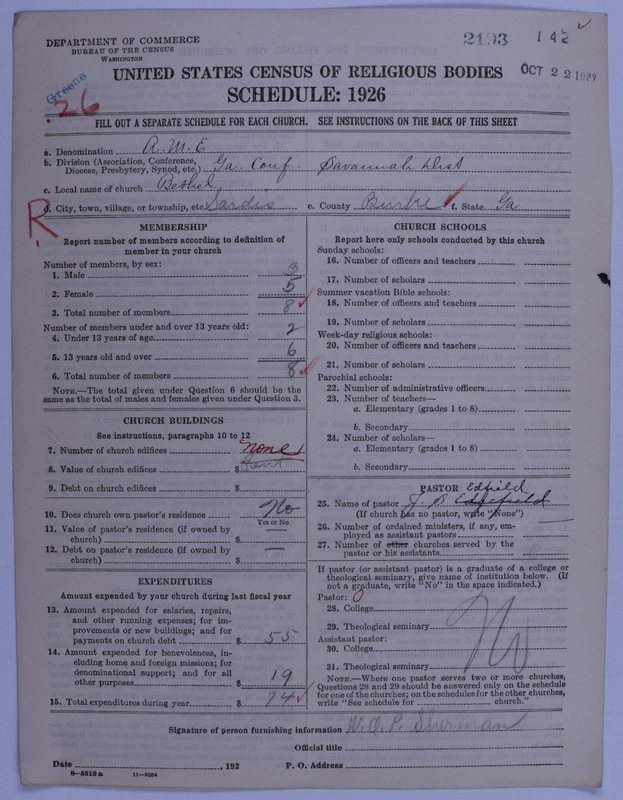 DEPARTMENT OF COMMERCE
BUREAU OF THE CENSUS
WASHINGTON
2193 142
OCT 22 1927
Greene
26
UNITED STATES CENSUS OF RELIGIOUS BODIES
SCHEDULE: 1926
FILL OUT A SEPARATE SCHEDULE FOR EACH CHURCH. SEE INSTRUCTIONS ON THE BACK OF THIS SHEET
a. Denomination A. M. E
b. Division (Association, Conference, Diocese, Presbytery, Synod, etc.) Ga. Conf - Savannah Dist
c. Local name of church Bethel
R
d. City, town, village, or township, etc. Sardis e. County Burke f. State Ga
MEMBERSHIP
Report number of members according to definition of
member in your church
Number of members, by sex:
1. Male 3
2. Female 5
3. Total number of members 8
Number of members under and over 13 years old:
4. Under 13 years of age 2
5. 13 years old and over 6
6. Total number of members 8
NOTE.—The total given under Question 6 should be the
same as the total of males and females given under Question 3.
CHURCH BUILDINGS
See instructions, paragraphs 10 to 12
7. Number of church edifices none
8. Value of church edifices $ Rent
9. Debt on church edifices $
10. Does church own pastor's residence No
Yes or No
11. Value of pastor's residence (if owned by
church) $ —
12. Debt on pastor's residence (if owned by
church) $ —
EXPENDITURES
Amount expended by your church during last fiscal year
13. Amount expended for salaries, repairs,
and other running expenses; for im-
provements or new buildings; and for
payments on church debt $ 55
14. Amount expended for benevolences, in-
cluding home and foreign missions; for
denominational support; and for all
other purposes $ 19
15. Total expenditures during year $ 74
CHURCH SCHOOLS
Report here only schools conducted by this church
Sunday schools:
16. Number of officers and teachers
17. Number of scholars
Summer vacation Bible schools:
18. Number of officers and teachers
19. Number of scholars
Week-day religious schools:
20. Number of officers and teachers
21. Number of scholars
Parochial schools:
22. Number of administrative officers
23. Number of teachers—
a. Elementary (grades 1 to 8)
b. Secondary
24. Number of scholars—
a. Elementary (grades 1 to 8)
b. Secondary
PASTOR Edfield
25. Name of pastor J. S Edgefield
(If church has no pastor, write "None")
26. Number of ordained ministers, if any, em-
ployed as assistant pastors
27. Number of other churches served by the
pastor or his assistants
If pastor (or assistant pastor) is a graduate of a college or
theological seminary, give name of institution below. (If
not a graduate, write "No" in the space indicated.)
Pastor:
28. College
29. Theological seminary
Assistant pastor:
30. College
31. Theological seminary
NOTE.—Where one pastor serves two or more churches,
Questions 28 and 29 should be answered only on the schedule
for one of the churches; on the schedules for the other churches,
write "See schedule for church."
Signature of person furnishing information W. O. P. Sherman
Official title
Date , 192 P. O. Address
8—5518a 11—9054